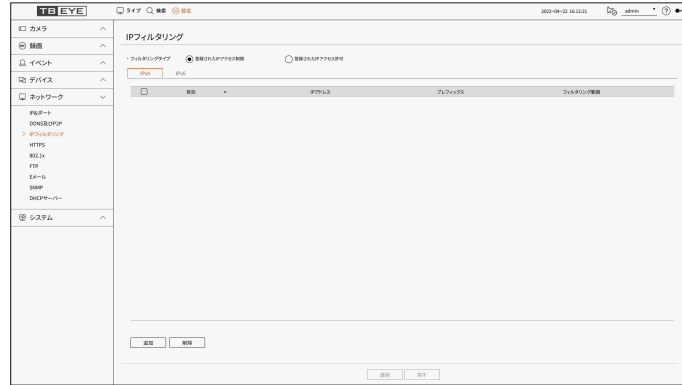 TB EYE
ライブ 検索 設定
2022-04-22 16:12:21 admin
カメラ
録画
イベント
デバイス
ネットワーク
IP&ポート
DDNS及びP2P
IPフィルタリング
HTTPS
802.1x
FTP
Eメール
SNMP
DHCPサーバー
システム
IPフィルタリング
フィルタリングタイプ 登録されたIPアクセス制限 登録されたIPアクセス許可
IPv4 IPv6
有効 IPアドレス プレフィックス フィルタリング範囲
追加 削除
適用 戻す